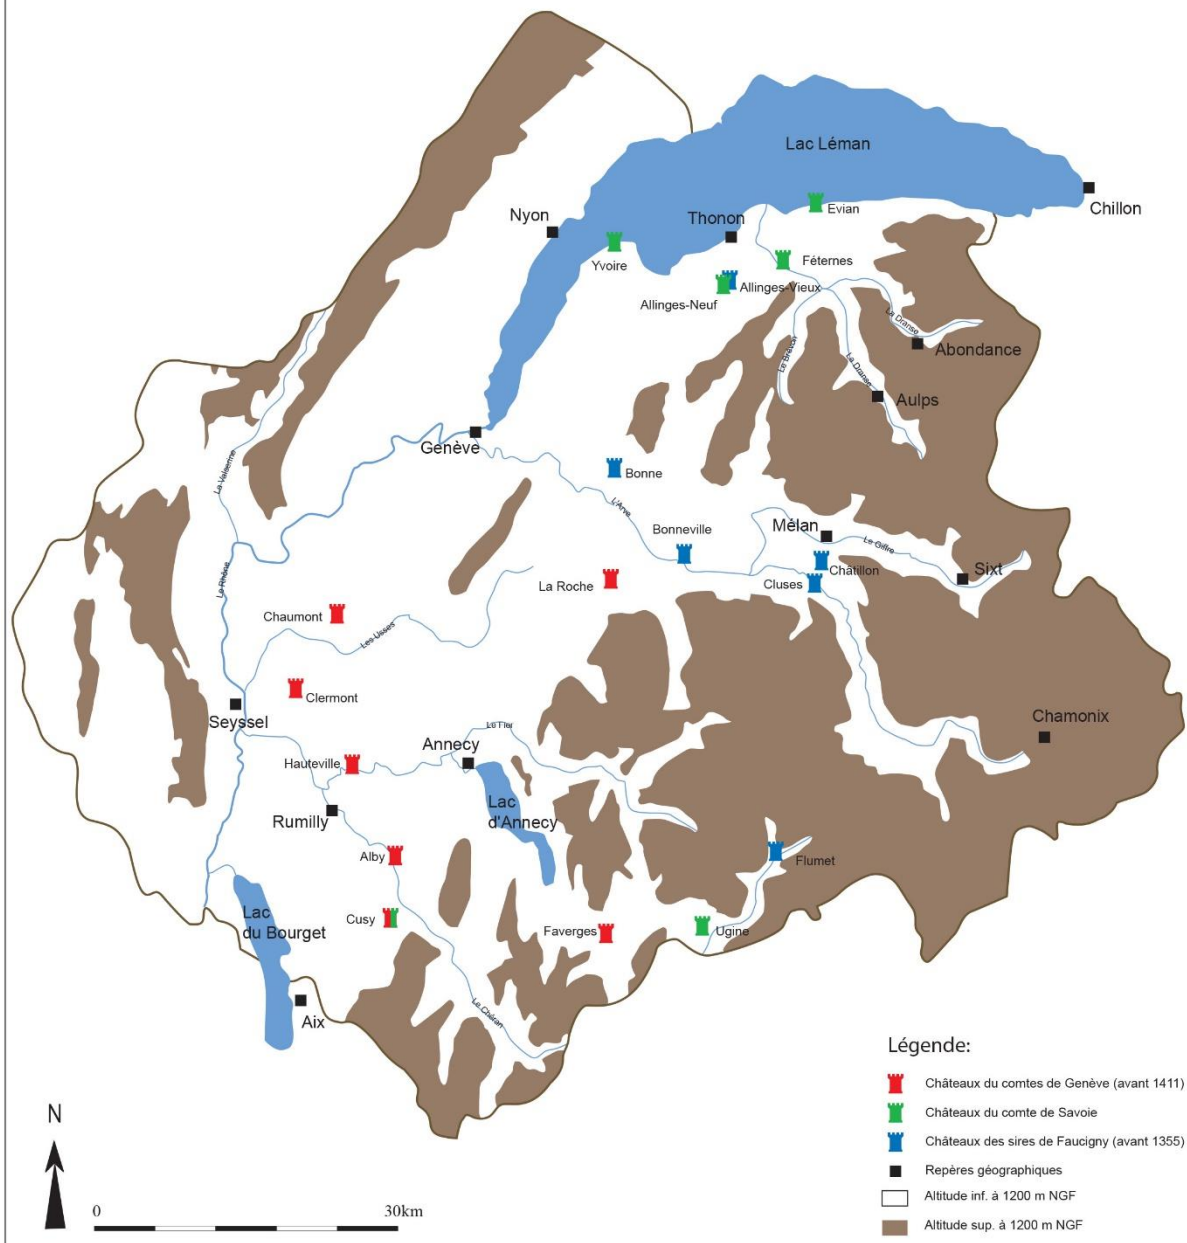 Lac Léman
Chillon
Evian
Nyon
Thonon
Yvoire
Féternes
Allinges-Vieux
Allinges-Neuf
La Dranse
Abondance
Le Brevon
La Dranse
Aulps
Genève
La Valserine
Bonne
L'Arve
Mélan
Bonneville
Le Giffre
Châtillon
Sixt
La Roche
Cluses
Le Rhône
Chaumont
Les Usses
Clermont
Seyssel
Chamonix
Le Fier
Annecy
Hauteville
Lac
d'Annecy
Rumilly
Alby
Flumet
Lac
du Bourget
Cusy
Faverges
Ugine
Le Chéran
Aix
Légende:
Châteaux du comtes de Genève (avant 1411)
Châteaux du comte de Savoie
Châteaux des sires de Faucigny (avant 1355)
Repères géographiques
Altitude inf. à 1200 m NGF
Altitude sup. à 1200 m NGF
N
0 30km